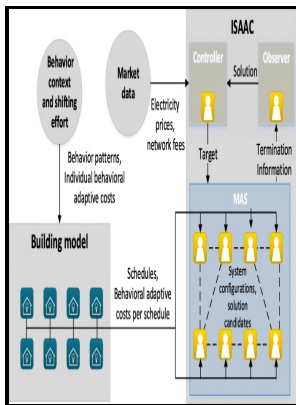 ISAAC
Behavior
context
and shifting
effort
Market
data
Controller
Solution
Observer
Electricity
prices,
network fees
Target
Termination
Information
Behavior patterns,
Individual behavioral
adaptive costs
MAS
Building model
Schedules,
Behavioral adaptive
costs per schedule
System
configurations,
solution
candidates